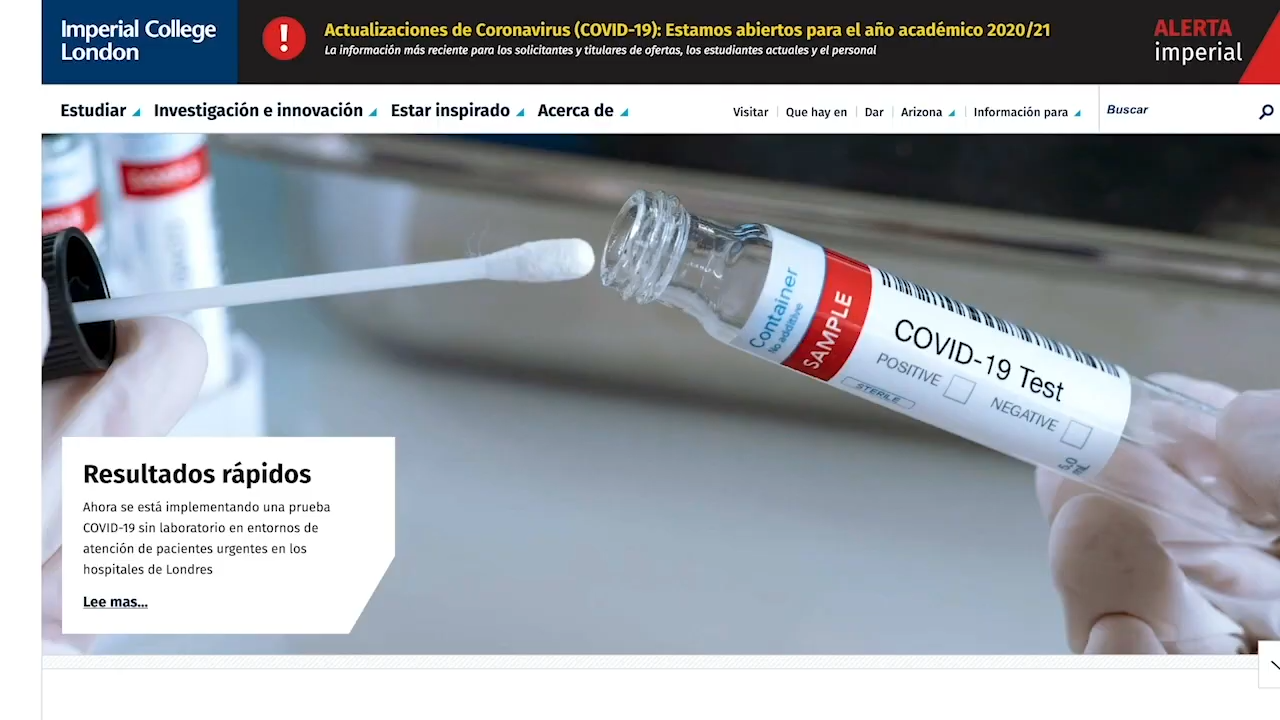 Imperial College
London
!
Actualizaciones de Coronavirus (COVID-19): Estamos abiertos para el año académico 2020/21
La información más reciente para los solicitantes y titulares de ofertas, los estudiantes actuales y el personal
ALERTA
imperial
Estudiar Investigación e innovación Estar inspirado Acerca de
Visitar Que hay en Dar Arizona Información para Buscar
Container
No additive
SAMPLE
COVID-19 Test
POSITIVE
NEGATIVE
STERILE
5.0
mL
Resultados rápidos
Ahora se está implementando una prueba
COVID-19 sin laboratorio en entornos de
atención de pacientes urgentes en los
hospitales de Londres
Lee mas...